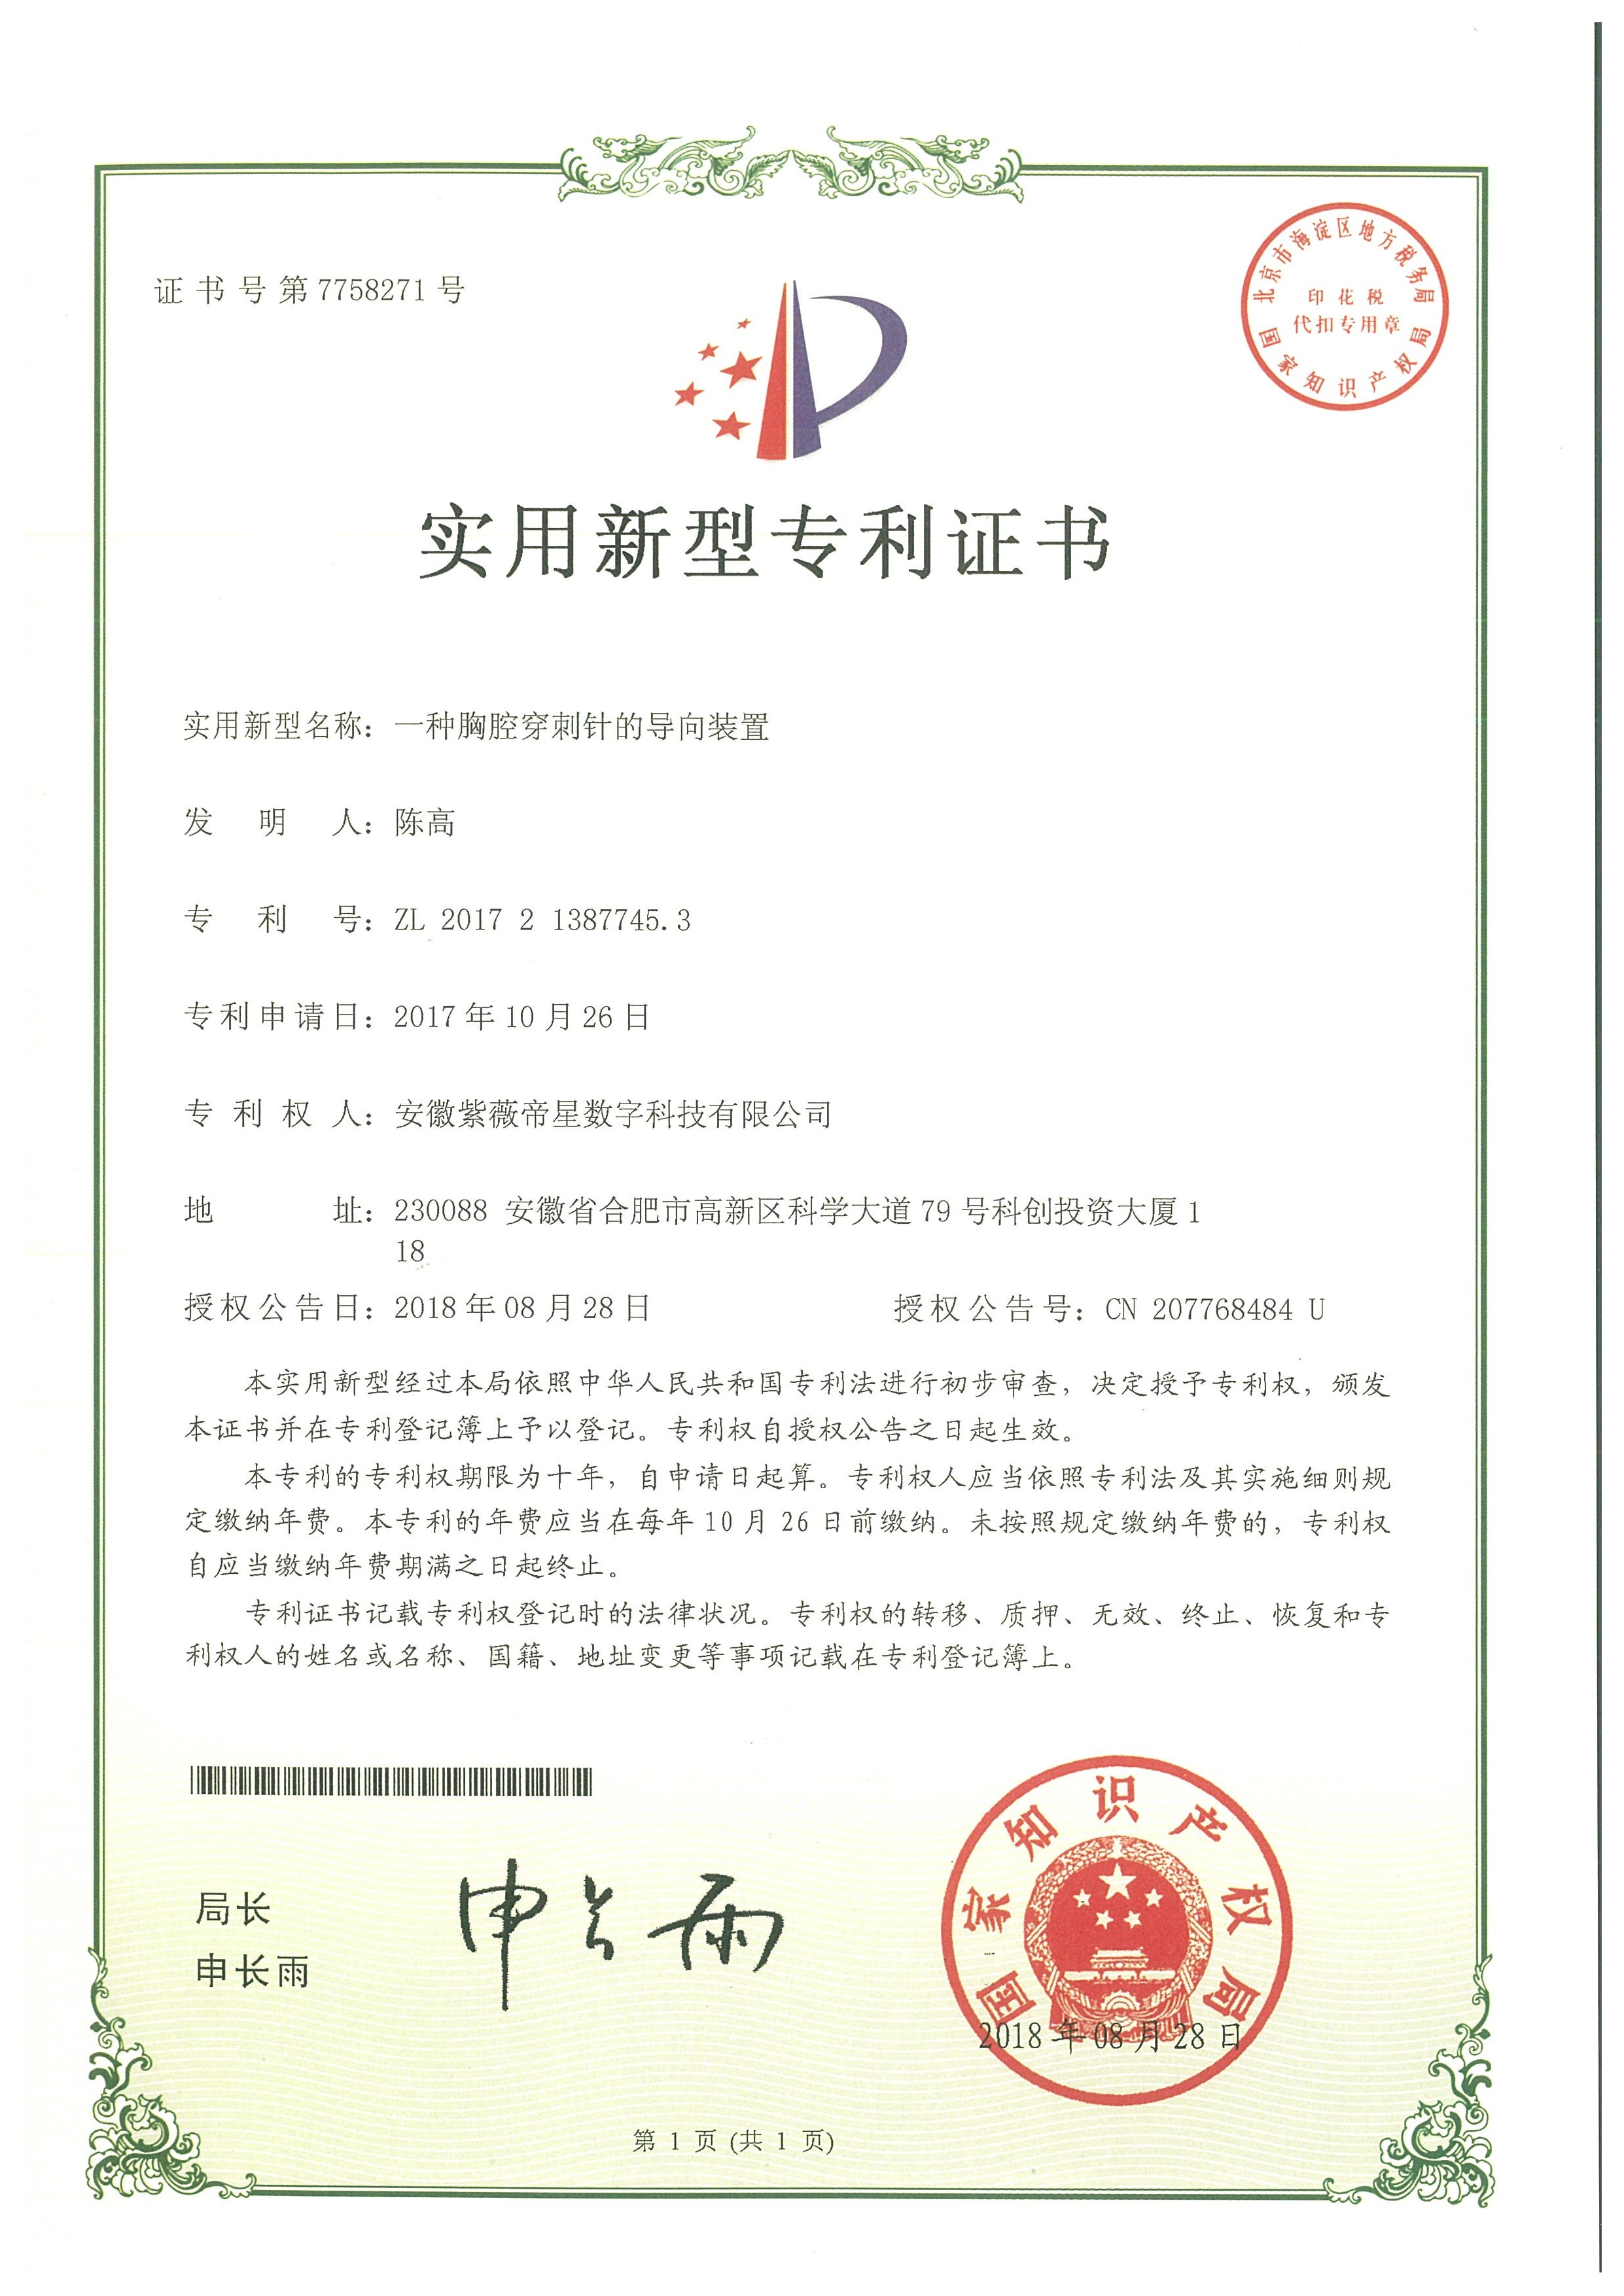 证书号第7758271号
北京市海淀区地方税务局
印花税
代扣专用章
国家知识产权局
实用新型专利证书
实用新型名称：一种胸腔穿刺针的导向装置
发明人：陈高
专利号：ZL 2017 2 1387745.3
专利申请日：2017年10月26日
专利权人：安徽紫薇帝星数字科技有限公司
地址：230088 安徽省合肥市高新区科学大道79号科创投资大厦1
18
授权公告日：2018年08月28日 授权公告号：CN 207768484 U
本实用新型经过本局依照中华人民共和国专利法进行初步审查，决定授予专利权，颁发
本证书并在专利登记簿上予以登记。专利权自授权公告之日起生效。
本专利的专利权期限为十年，自申请日起算。专利权人应当依照专利法及其实施细则规
定缴纳年费。本专利的年费应当在每年10月26日前缴纳。未按照规定缴纳年费的，专利权
自应当缴纳年费期满之日起终止。
专利证书记载专利权登记时的法律状况。专利权的转移、质押、无效、终止、恢复和专
利权人的姓名或名称、国籍、地址变更等事项记载在专利登记簿上。
局长
申长雨
申长雨
国家知识产权局
2018年08月28日
第 1 页 (共 1 页)